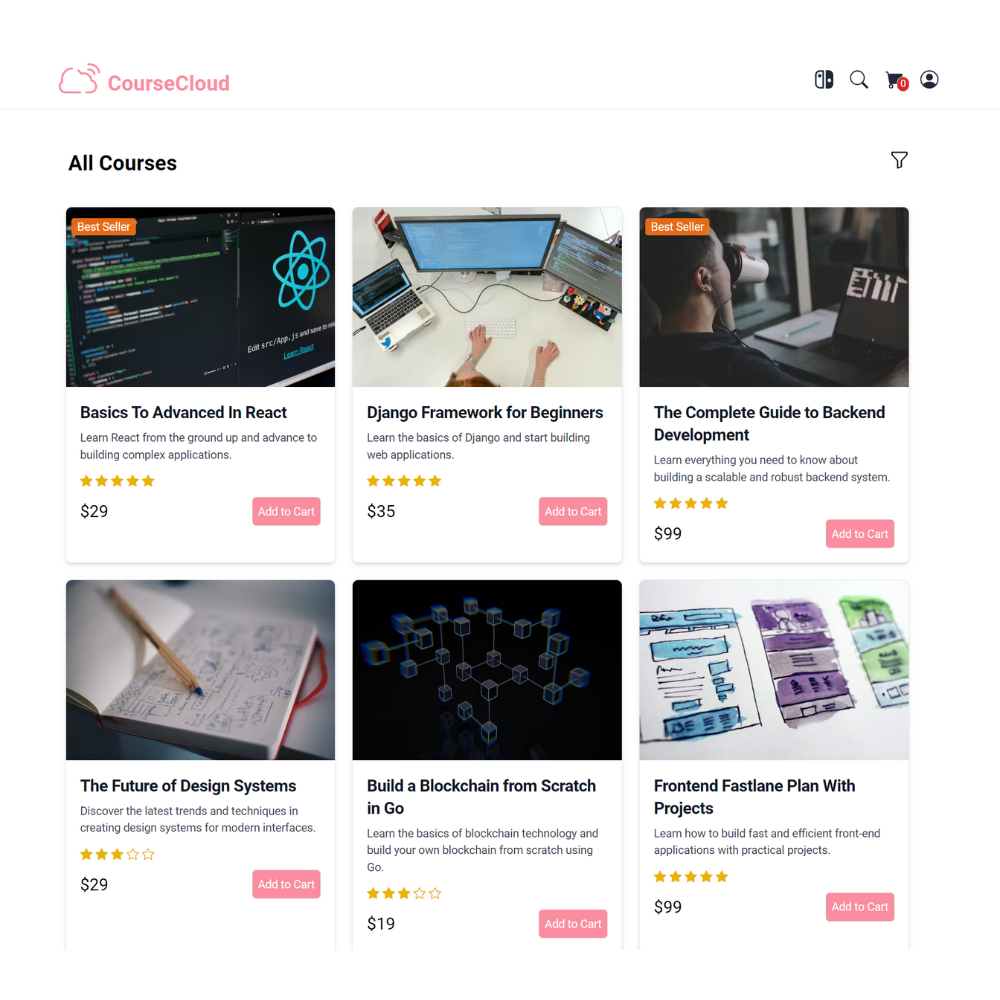 CourseCloud
0
All Courses
Best Seller
Edit src/App.js and save to
Learn React
Best Seller
Basics To Advanced In React
Learn React from the ground up and advance to
building complex applications.
$29
Add to Cart
Django Framework for Beginners
Learn the basics of Django and start building
web applications.
$35
Add to Cart
The Complete Guide to Backend
Development
Learn everything you need to know about
building a scalable and robust backend system.
$99
Add to Cart
The Future of Design Systems
Discover the latest trends and techniques in
creating design systems for modern interfaces.
$29
Add to Cart
Build a Blockchain from Scratch
in Go
Learn the basics of blockchain technology and
build your own blockchain from scratch using
Go.
$19
Add to Cart
Frontend Fastlane Plan With
Projects
Learn how to build fast and efficient front-end
applications with practical projects.
$99
Add to Cart